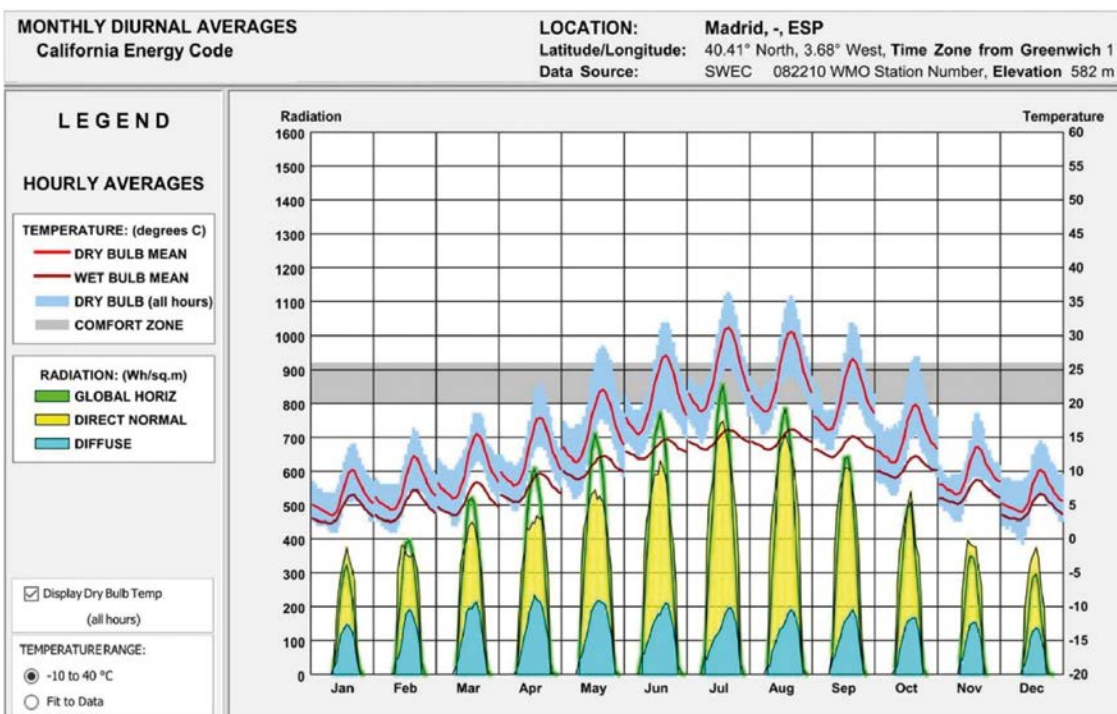 MONTHLY DIURNAL AVERAGES
California Energy Code
LOCATION: Madrid, -, ESP
Latitude/Longitude: 40.41° North, 3.68° West, Time Zone from Greenwich 1
Data Source: SWEC 082210 WMO Station Number, Elevation 582 m
LEGEND
HOURLY AVERAGES
TEMPERATURE: (degrees C)
DRY BULB MEAN
WET BULB MEAN
DRY BULB (all hours)
COMFORT ZONE
RADIATION: (Wh/sq.m)
GLOBAL HORIZ
DIRECT NORMAL
DIFFUSE
Display Dry Bulb Temp
(all hours)
TEMPERATURE RANGE:
-10 to 40 °C
Fit to Data
Radiation
1600
1500
1400
1300
1200
1100
1000
900
800
700
600
500
400
300
200
100
0
Temperature
60
55
50
45
40
35
30
25
20
15
10
5
0
-5
-10
-15
-20
Jan Feb Mar Apr May Jun Jul Aug Sep Oct Nov Dec